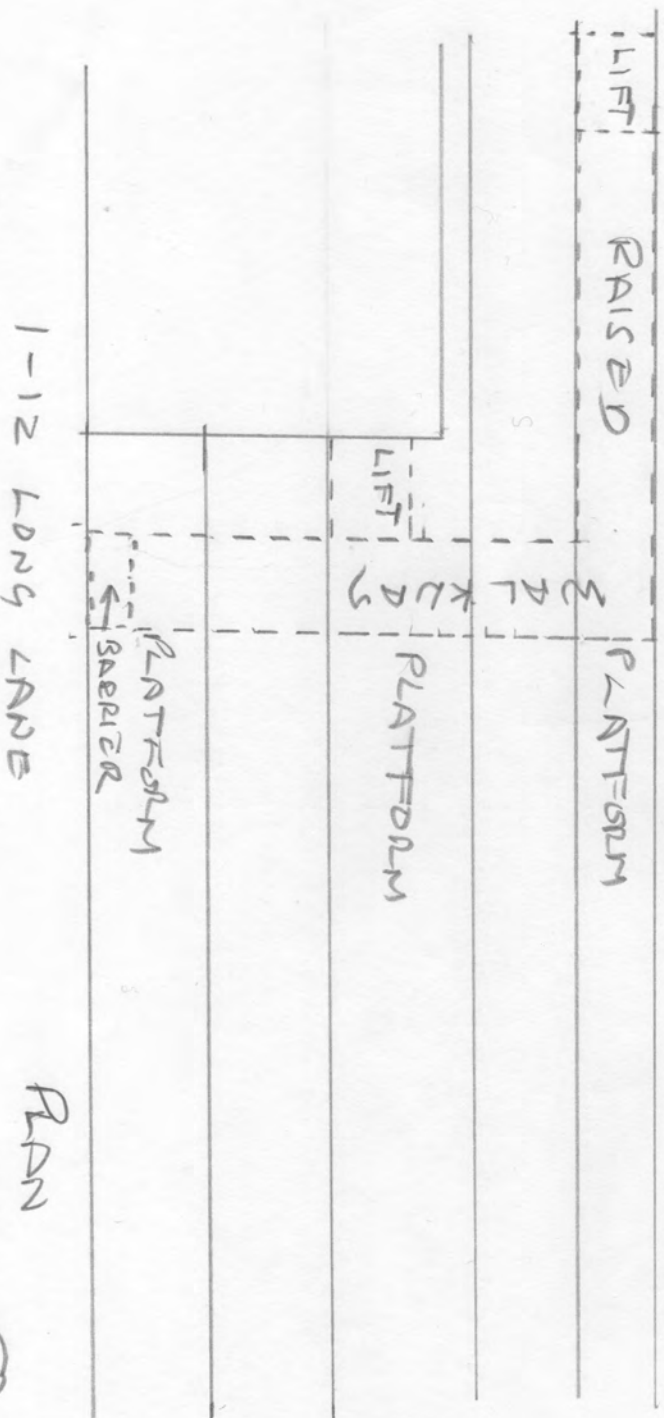 LIFT
RAISED
PLATFORM
WALKWAY
LIFT
PLATFORM
PLATFORM
BARRIER
1-12 LONG LANE
PLAN